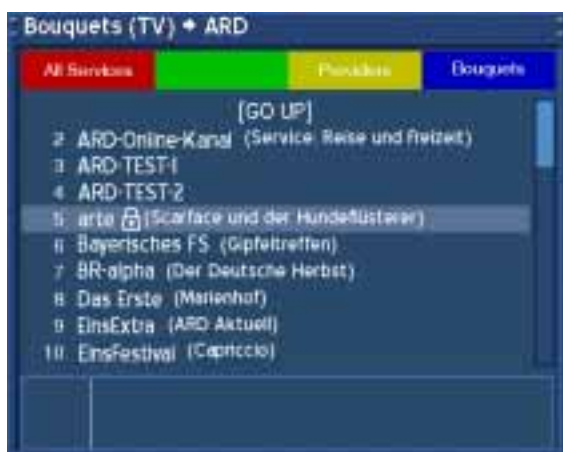 Bouquets (TV) ➔ ARD
All Services Providers Bouquets
[GO UP]
2 ARD-Online-Kanal (Service: Reise und Freizeit)
3 ARD-TEST-1
4 ARD-TEST-2
5 arte (Scarface und der Hundeflüsterer)
6 Bayerisches FS (Gipfeltreffen)
7 BR-alpha (Der Deutsche Herbst)
8 Das Erste (Marienhof)
9 EinsExtra (ARD Aktuell)
10 EinsFestival (Capriccio)